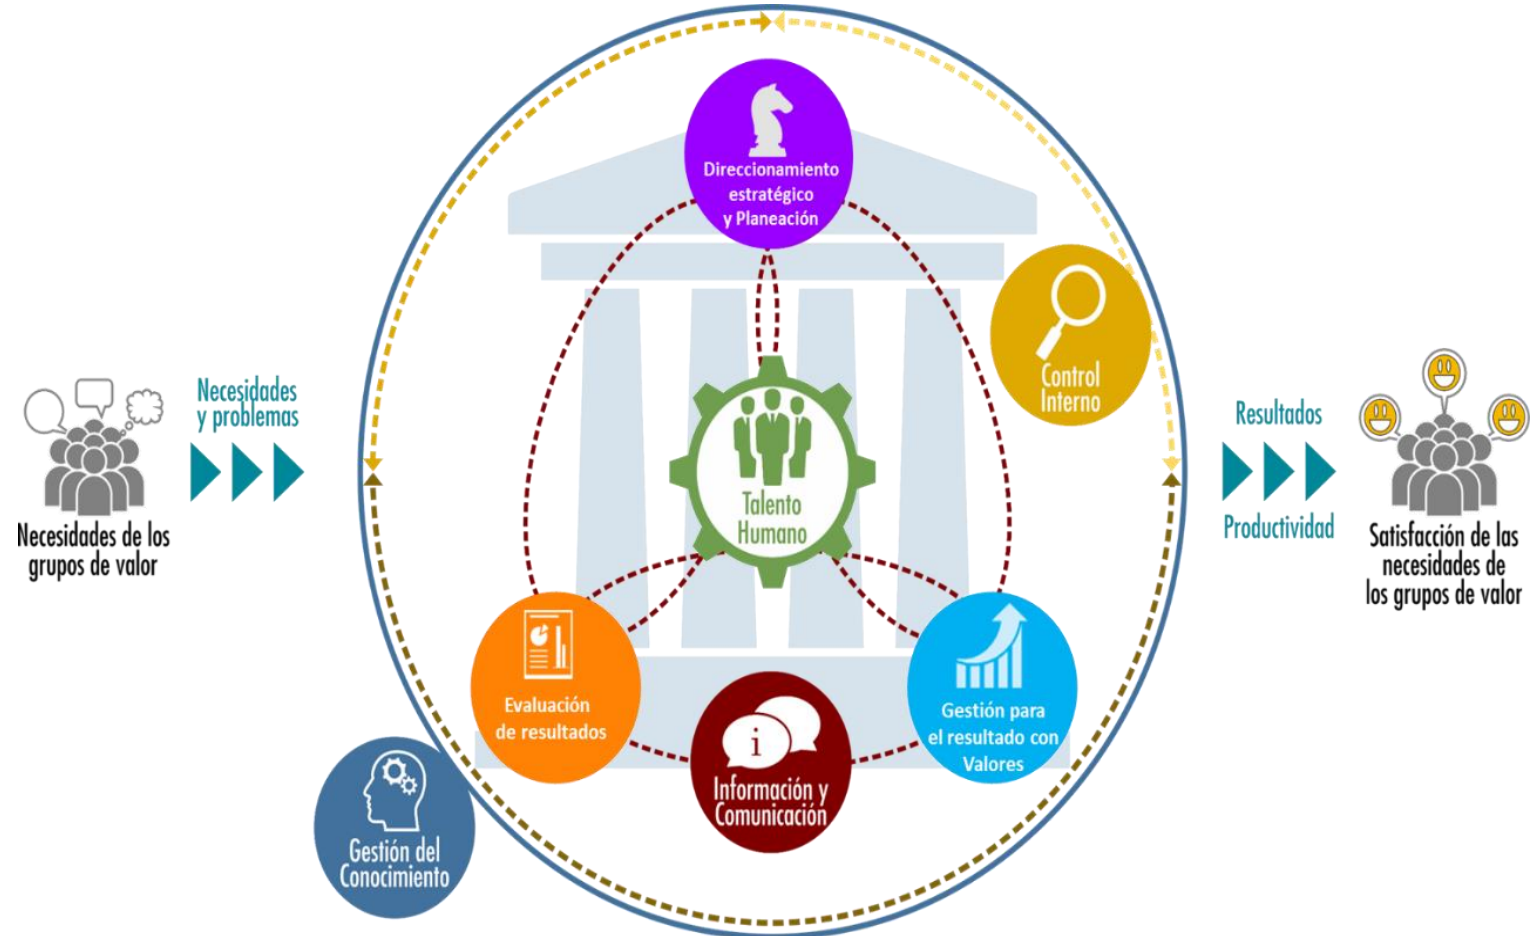 Direccionamiento
estratégico
y Planeación
Control
Interno
Necesidades
y problemas
Necesidades de los
grupos de valor
Talento
Humano
Resultados
Productividad
Satisfacción de las
necesidades de
los grupos de valor
Evaluación
de resultados
i
Información y
Comunicación
Gestión para
el resultado con
Valores
Gestión del
Conocimiento